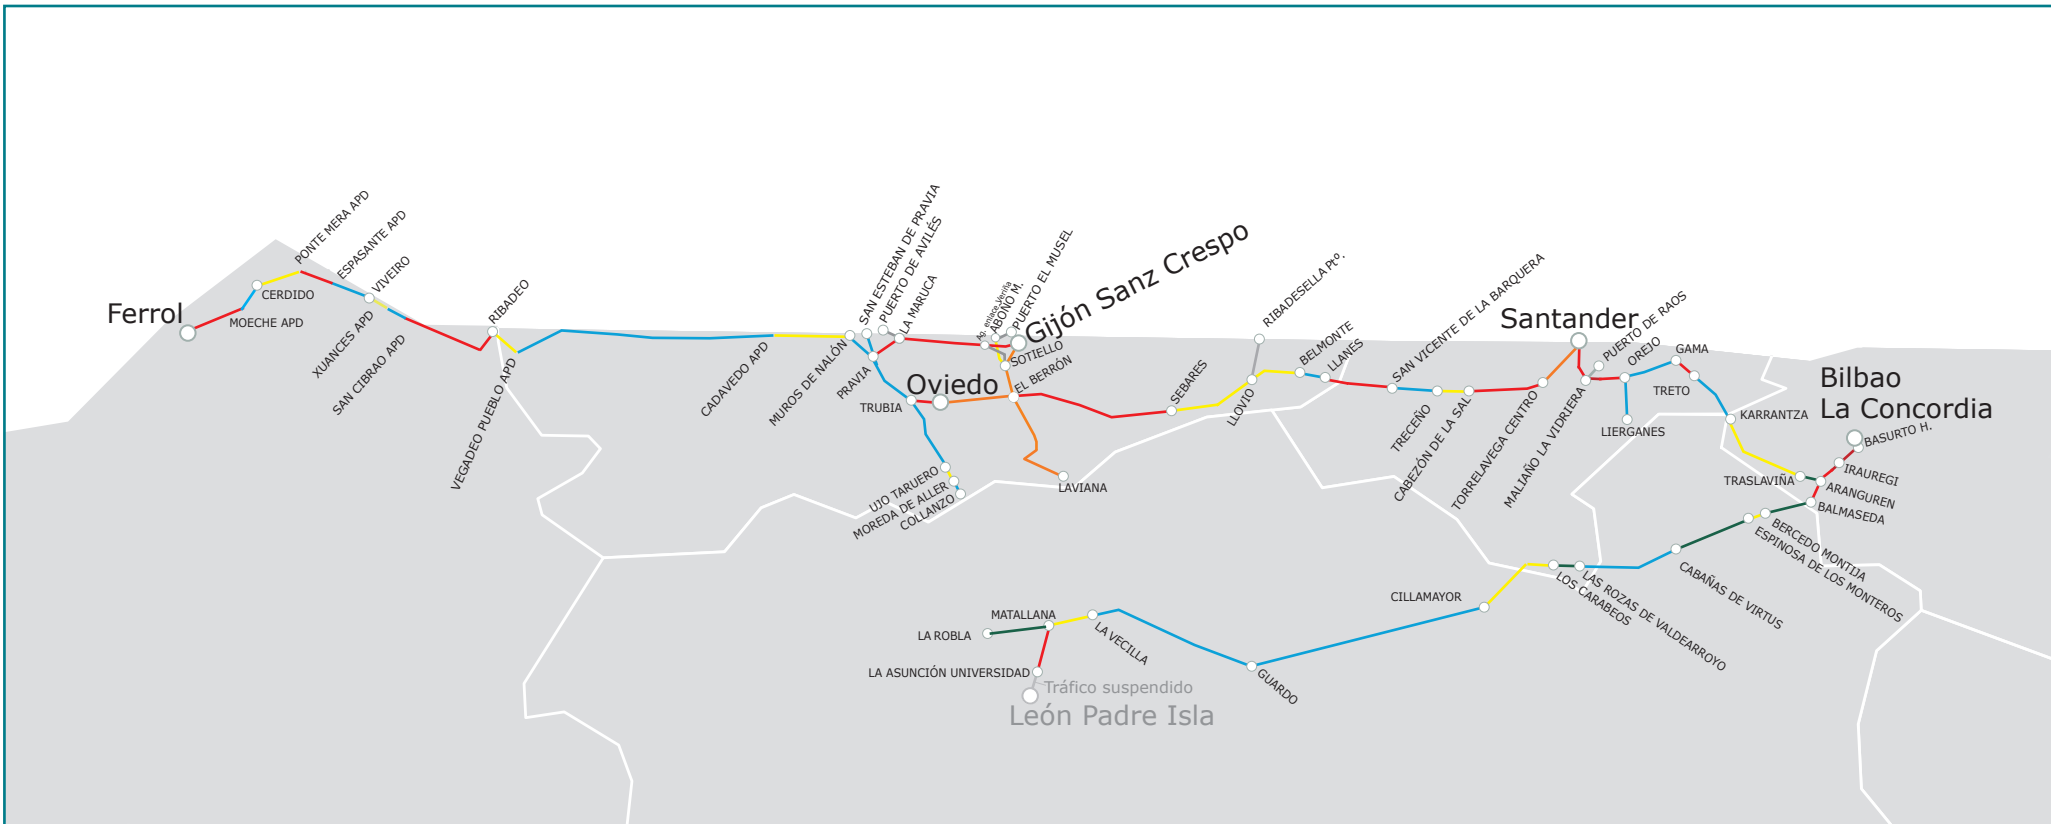 Ferrol
MOECHE APD
CERDIDO
PONTE MERA APD
ESPASANTE APD
VIVEIRO
XUANCES APD
SAN CIBRAO APD
RIBADEO
VEGADEO PUEBLO APD
CADAVEDO APD
MUROS DE NALÓN
SAN ESTEBAN DE PRAVIA
PUERTO DE AVILÉS
PRAVIA
LA MARUCA
TRUBIA
Oviedo
UJO TARUERO
MOREDA DE ALLER
COLLANZO
Ag. enlace Veriña
ABOÑO M.
PUERTO EL MUSEL
Gijón Sanz Crespo
SOTIELLO
EL BERRÓN
LAVIANA
SEBARES
LLOVIO
RIBADESELLA Ptº.
BELMONTE
LLANES
SAN VICENTE DE LA BARQUERA
TRECEÑO
CABEZÓN DE LA SAL
TORRELAVEGA CENTRO
Santander
MALIAÑO LA VIDRIERA
PUERTO DE RAOS
OREJO
LIERGANES
GAMA
TRETO
KARRANTZA
TRASLAVIÑA
Bilbao
La Concordia
BASURTO H.
IRAUREGI
ARANGUREN
BALMASEDA
BERCEDO MONTIJA
ESPINOSA DE LOS MONTEROS
CABAÑAS DE VIRTUS
LAS ROZAS DE VALDEARROYO
LOS CARABEOS
CILLAMAYOR
GUARDO
LA VECILLA
MATALLANA
LA ROBLA
LA ASUNCIÓN UNIVERSIDAD
Tráfico suspendido
León Padre Isla